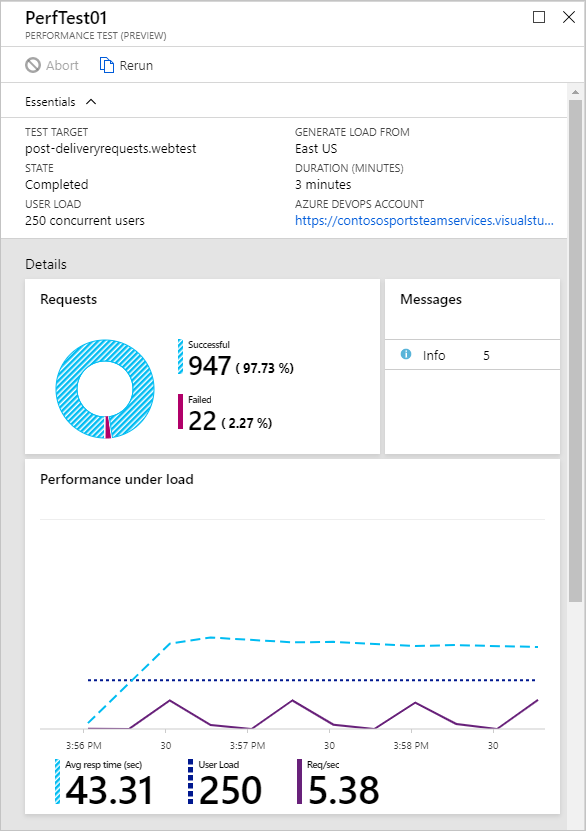 PerfTest01
PERFORMANCE TEST (PREVIEW)
Abort Rerun
Essentials
TEST TARGET
post-deliveryrequests.webtest
GENERATE LOAD FROM
East US
STATE
Completed
DURATION (MINUTES)
3 minutes
USER LOAD
250 concurrent users
AZURE DEVOPS ACCOUNT
https://contososportsteamservices.visualstu...
Details
Requests
Successful
947 ( 97.73 %)
Failed
22 ( 2.27 %)
Messages
Info 5
Performance under load
3:56 PM 30 3:57 PM 30 3:58 PM 30
Avg resp time (sec)
43.31
User Load
250
Req/sec
5.38